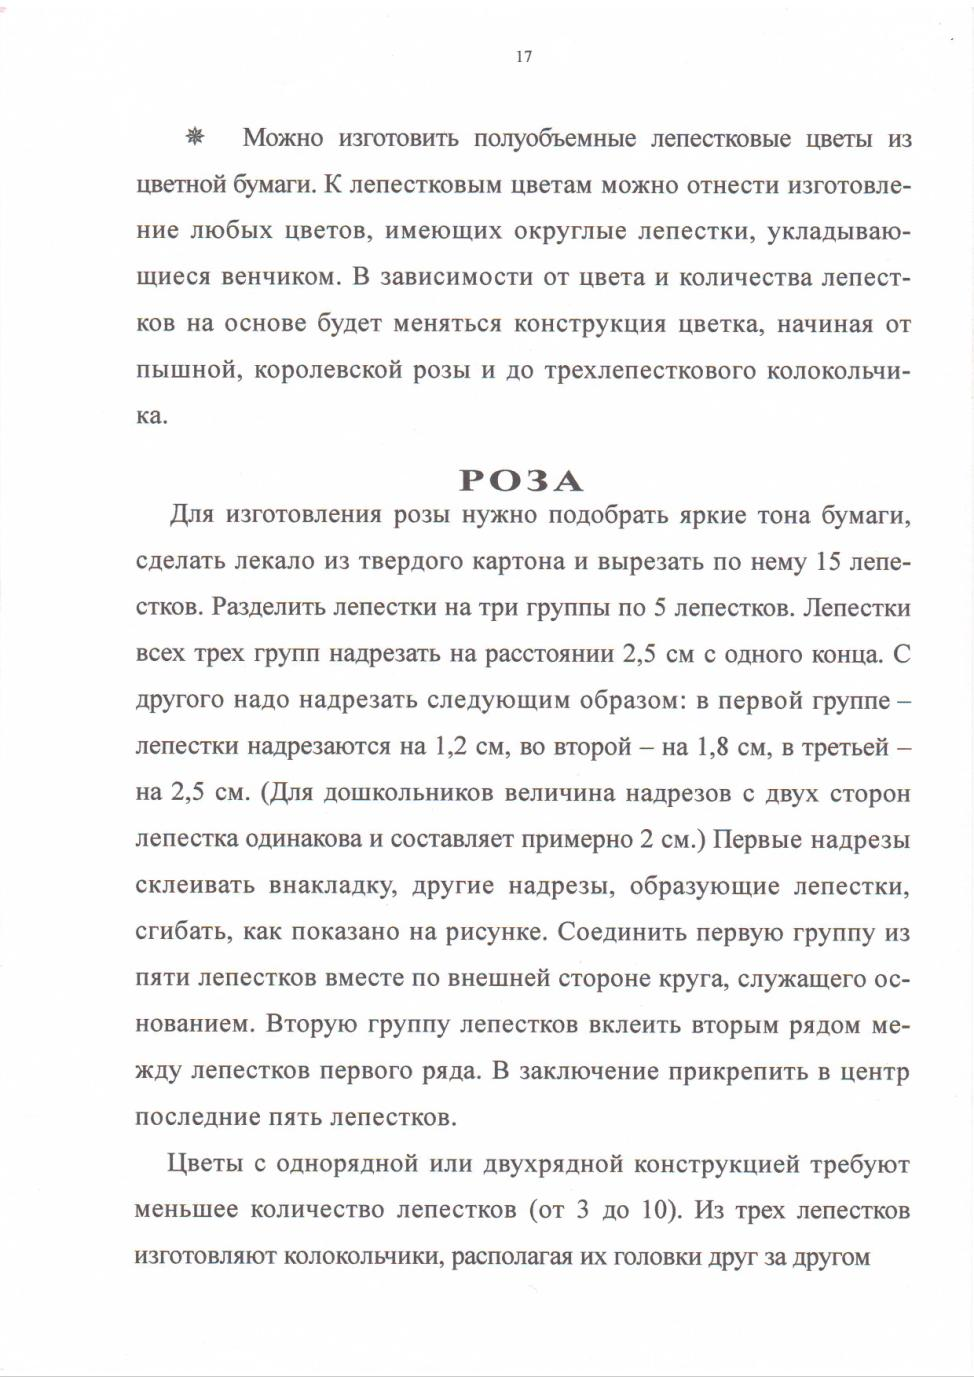 17
❋ Можно изготовить полуобъемные лепестковые цветы из
цветной бумаги. К лепестковым цветам можно отнести изготовле-
ние любых цветов, имеющих округлые лепестки, укладываю-
щиеся венчиком. В зависимости от цвета и количества лепест-
ков на основе будет меняться конструкция цветка, начиная от
пышной, королевской розы и до трехлепесткового колокольчи-
ка.
РОЗА
Для изготовления розы нужно подобрать яркие тона бумаги,
сделать лекало из твердого картона и вырезать по нему 15 лепе-
стков. Разделить лепестки на три группы по 5 лепестков. Лепестки
всех трех групп надрезать на расстоянии 2,5 см с одного конца. С
другого надо надрезать следующим образом: в первой группе –
лепестки надрезаются на 1,2 см, во второй – на 1,8 см, в третьей –
на 2,5 см. (Для дошкольников величина надрезов с двух сторон
лепестка одинакова и составляет примерно 2 см.) Первые надрезы
склеивать внакладку, другие надрезы, образующие лепестки,
сгибать, как показано на рисунке. Соединить первую группу из
пяти лепестков вместе по внешней стороне круга, служащего ос-
нованием. Вторую группу лепестков вклеить вторым рядом ме-
жду лепестков первого ряда. В заключение прикрепить в центр
последние пять лепестков.
Цветы с однорядной или двухрядной конструкцией требуют
меньшее количество лепестков (от 3 до 10). Из трех лепестков
изготовляют колокольчики, располагая их головки друг за другом